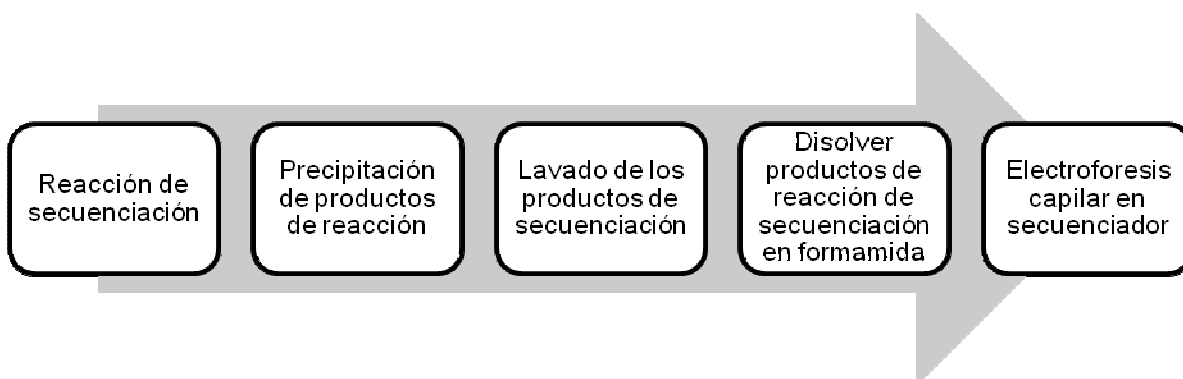 Reacción de
secuenciación
Precipitación
de productos
de reacción
Lavado de los
productos de
secuenciación
Disolver
productos de
reacción de
secuenciación
en formamida
Electroforesis
capilar en
secuenciador